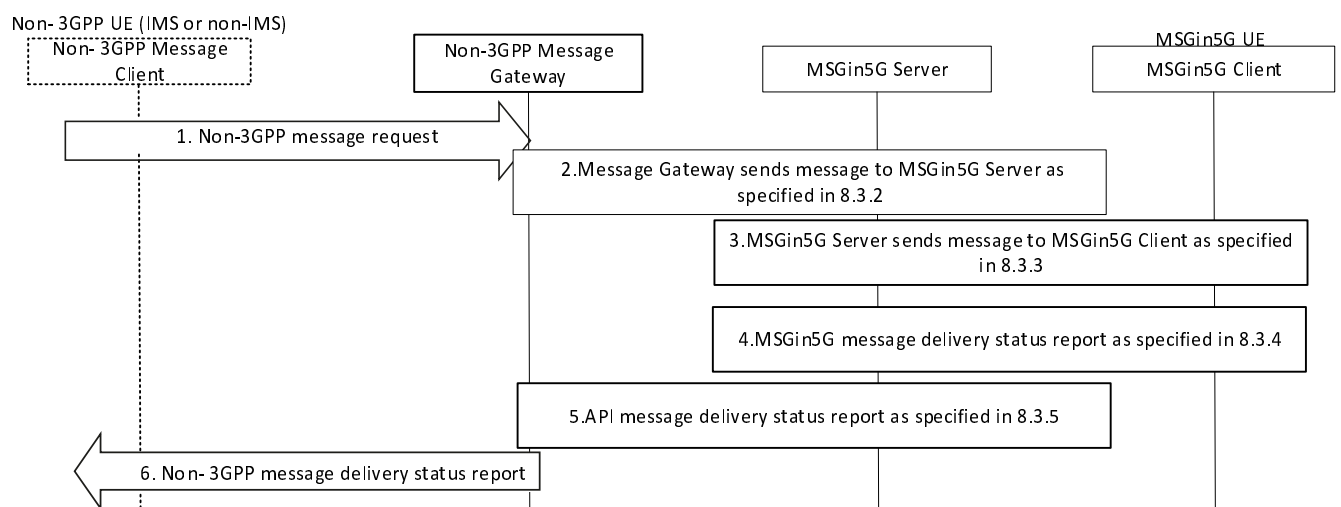 Non- 3GPP UE (IMS or non-IMS)
Non- 3GPP Message
Client
Non-3GPP Message
Gateway
MSGin5G Server
MSGin5G UE
MSGin5G Client
1. Non-3GPP message request
2.Message Gateway sends message to MSGin5G Server as
specified in 8.3.2
3.MSGin5G Server sends message to MSGin5G Client as specified
in 8.3.3
4.MSGin5G message delivery status report as specified in 8.3.4
5.API message delivery status report as specified in 8.3.5
6. Non- 3GPP message delivery status report